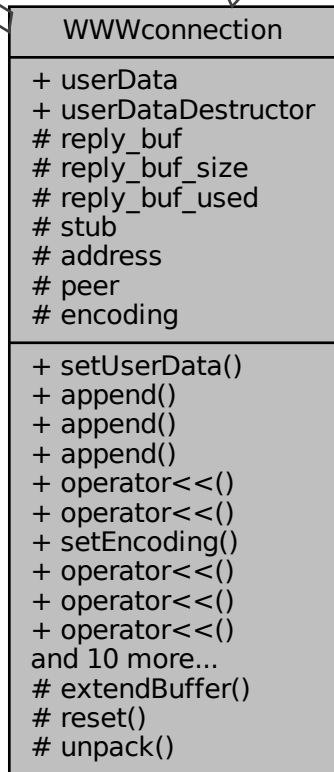 WWWconnection
+ userData
+ userDataDestructor
# reply_buf
# reply_buf_size
# reply_buf_used
# stub
# address
# peer
# encoding
+ setUserData()
+ append()
+ append()
+ append()
+ operator<<()
+ operator<<()
+ setEncoding()
+ operator<<()
+ operator<<()
+ operator<<()
and 10 more...
# extendBuffer()
# reset()
# unpack()